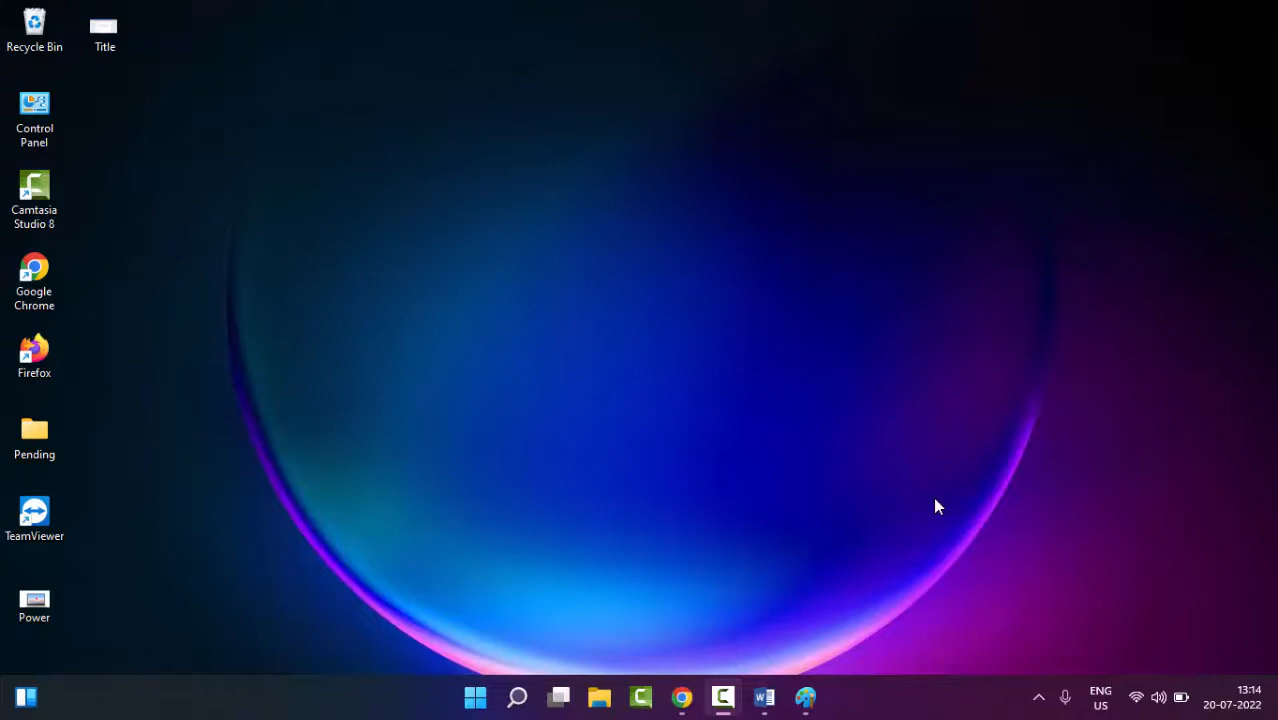 Recycle Bin
Title
Control
Panel
Camtasia
Studio 8
Google
Chrome
Firefox
Pending
TeamViewer
Power
ENG
US
13:14
20-07-2022